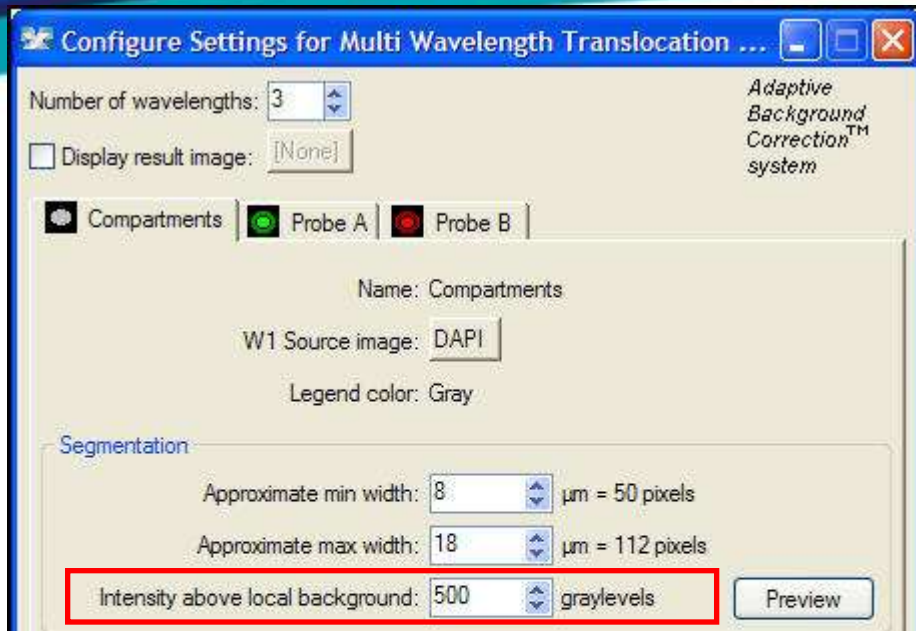 Configure Settings for Multi Wavelength Translocation ...
Number of wavelengths: 3
Adaptive
Background
Correction™
system
Display result image: [None]
Compartments Probe A Probe B
Name: Compartments
W1 Source image: DAPI
Legend color: Gray
Segmentation
Approximate min width: 8 µm = 50 pixels
Approximate max width: 18 µm = 112 pixels
Intensity above local background: 500 graylevels Preview